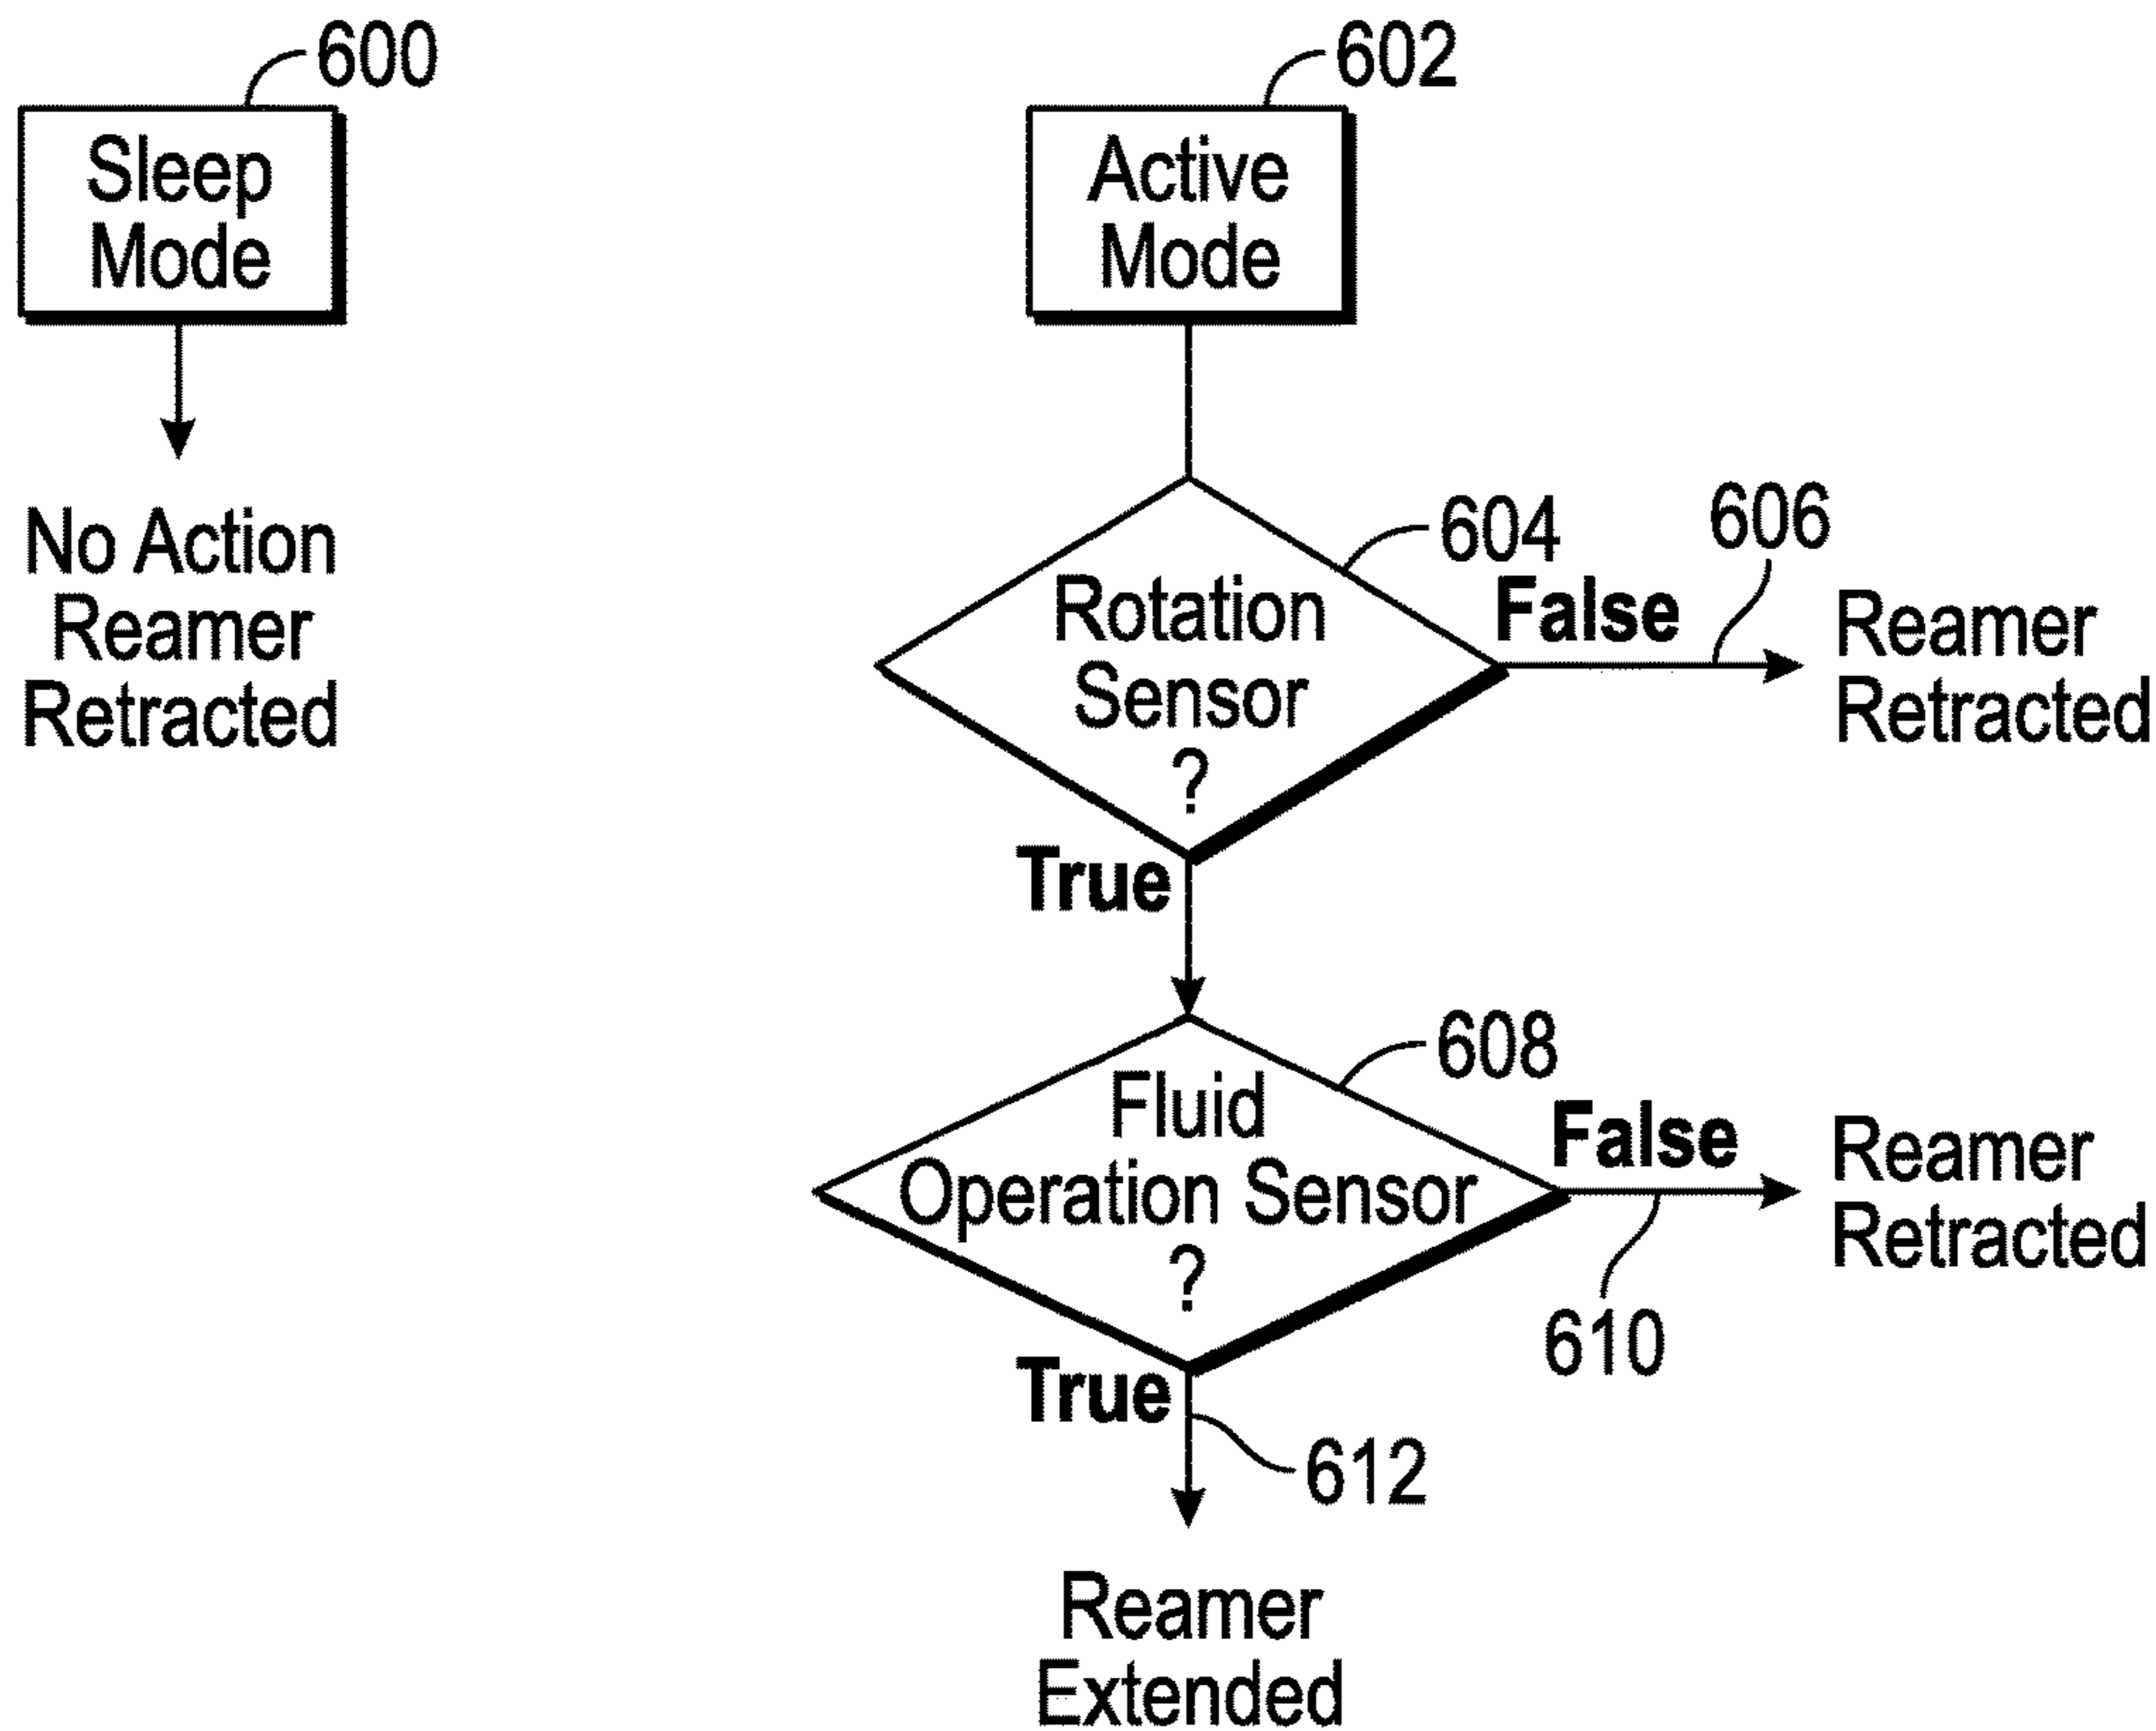 600
Sleep
Mode
No Action
Reamer
Retracted
602
Active
Mode
604
Rotation
Sensor
?
False
606
Reamer
Retracted
True
608
Fluid
Operation Sensor
?
False
610
Reamer
Retracted
True
612
Reamer
Extended